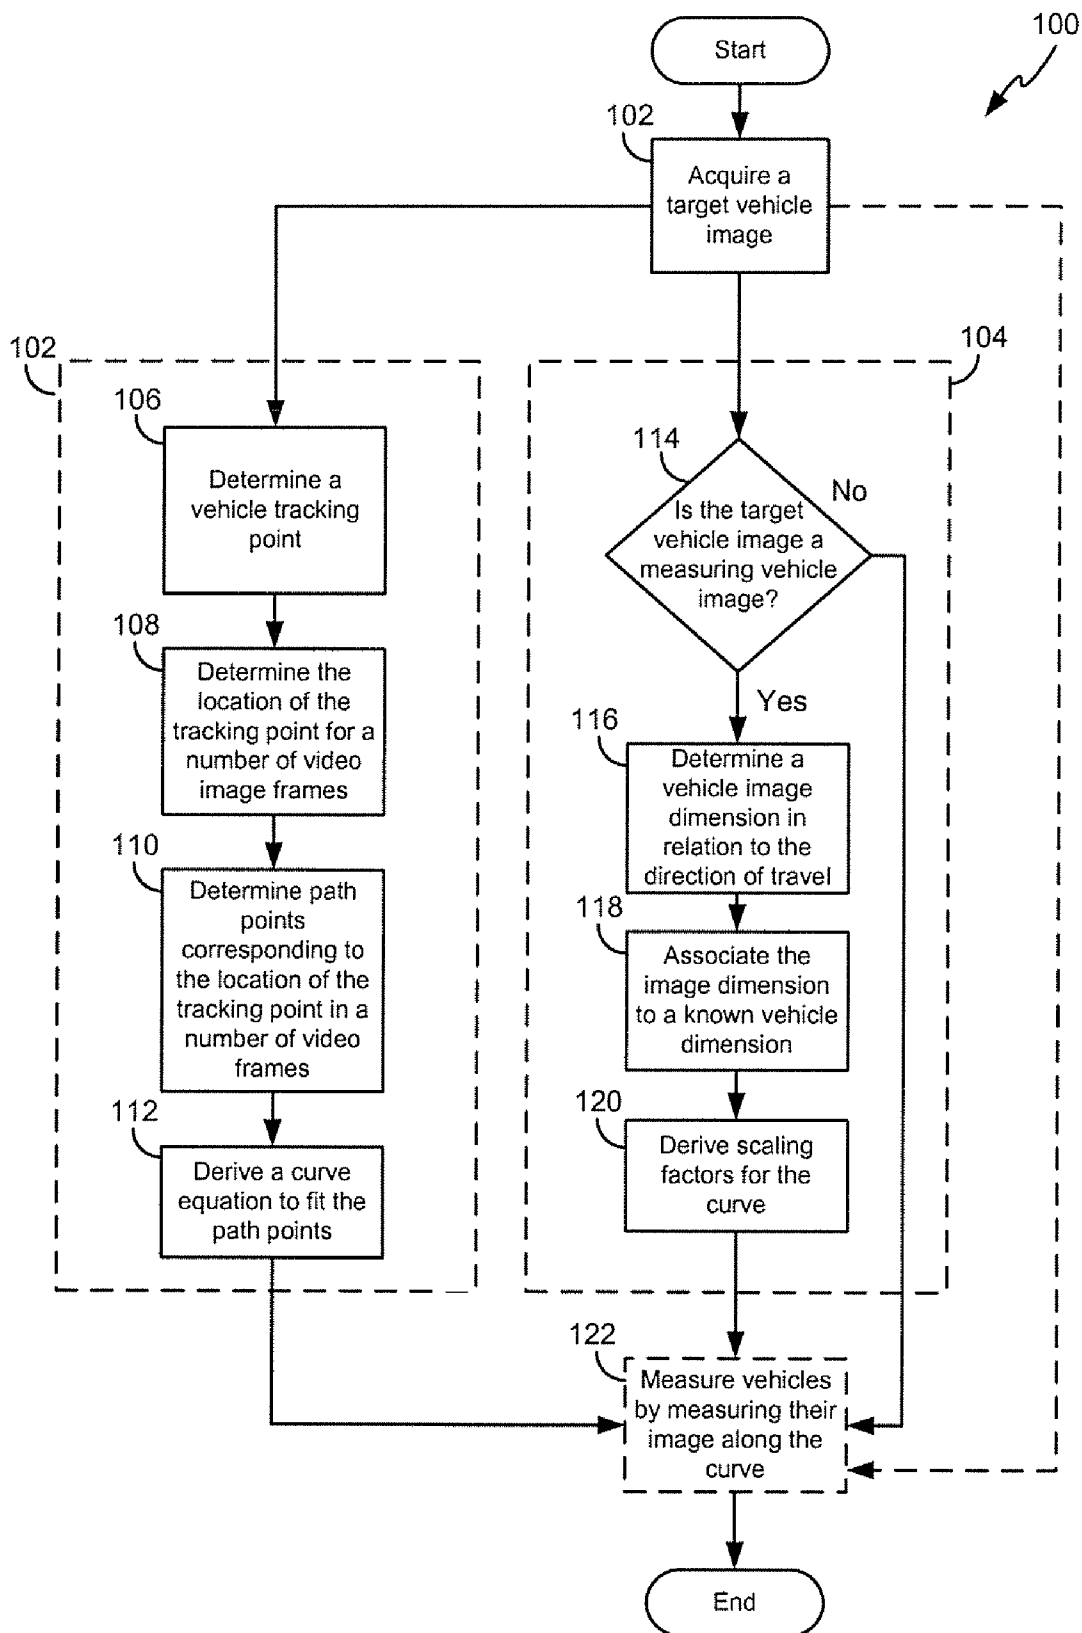 100
Start
102
Acquire a
target vehicle
image
102
104
106
Determine a
vehicle tracking
point
108
Determine the
location of the
tracking point for a
number of video
image frames
110
Determine path
points
corresponding to
the location of the
tracking point in a
number of video
frames
112
Derive a curve
equation to fit the
path points
114
Is the target
vehicle image a
measuring vehicle
image?
No
Yes
116
Determine a
vehicle image
dimension in
relation to the
direction of travel
118
Associate the
image dimension
to a known vehicle
dimension
120
Derive scaling
factors for the
curve
122
Measure vehicles
by measuring their
image along the
curve
End